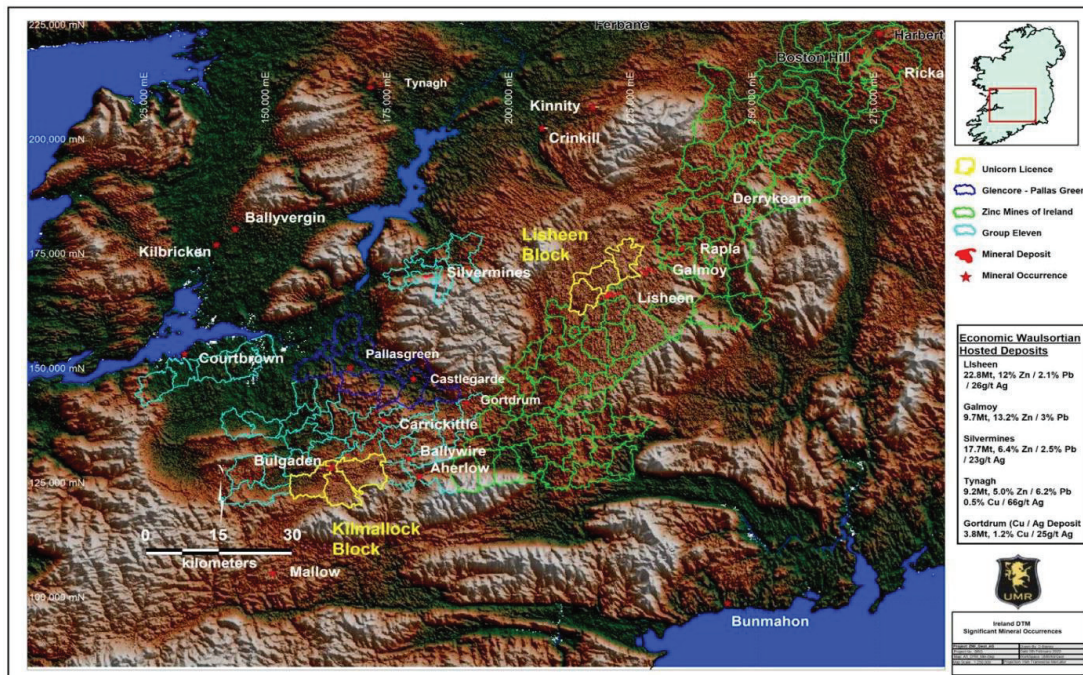 225,000 mN
200,000 mN
175,000 mN
150,000 mN
125,000 mN
100,000 mN
125,000 mE
150,000 mE
175,000 mE
200,000 mE
275,000 mE
Ferbane
Harbert
Boston Hill
Ricka
Tynagh
Kinnity
Crinkill
Derrykearn
Ballyvergin
Kilbricken
Lisheen
Block
Rapla
Silvermines
Galmoy
Lisheen
Courtbrown
Pallasgreen
Castlegarde
Gortdrum
Carrickittle
Ballywire
Bulgaden
Aherlow
Kilmallock
Block
0 15 30
kilometers
Mallow
Bunmahon
Unicorn Licence
Glencore - Pallas Green
Zinc Mines of Ireland
Group Eleven
Mineral Deposit
Mineral Occurrence
Economic Waulsortian
Hosted Deposits
Lisheen
22.8Mt, 12% Zn / 2.1% Pb
/ 26g/t Ag
Galmoy
9.7Mt, 13.2% Zn / 3% Pb
Silvermines
17.7Mt, 6.4% Zn / 2.5% Pb
/ 23g/t Ag
Tynagh
9.2Mt, 5.0% Zn / 6.2% Pb
0.5% Cu / 66g/t Ag
Gortdrum (Cu / Ag Deposit
3.8Mt, 1.2% Cu / 25g/t Ag
UMR
Ireland DTM
Significant Mineral Occurrences